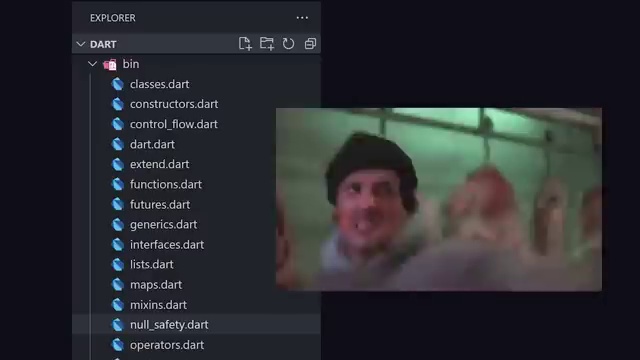 EXPLORER
DART
bin
classes.dart
constructors.dart
control_flow.dart
dart.dart
extend.dart
functions.dart
futures.dart
generics.dart
interfaces.dart
lists.dart
maps.dart
mixins.dart
null_safety.dart
operators.dart